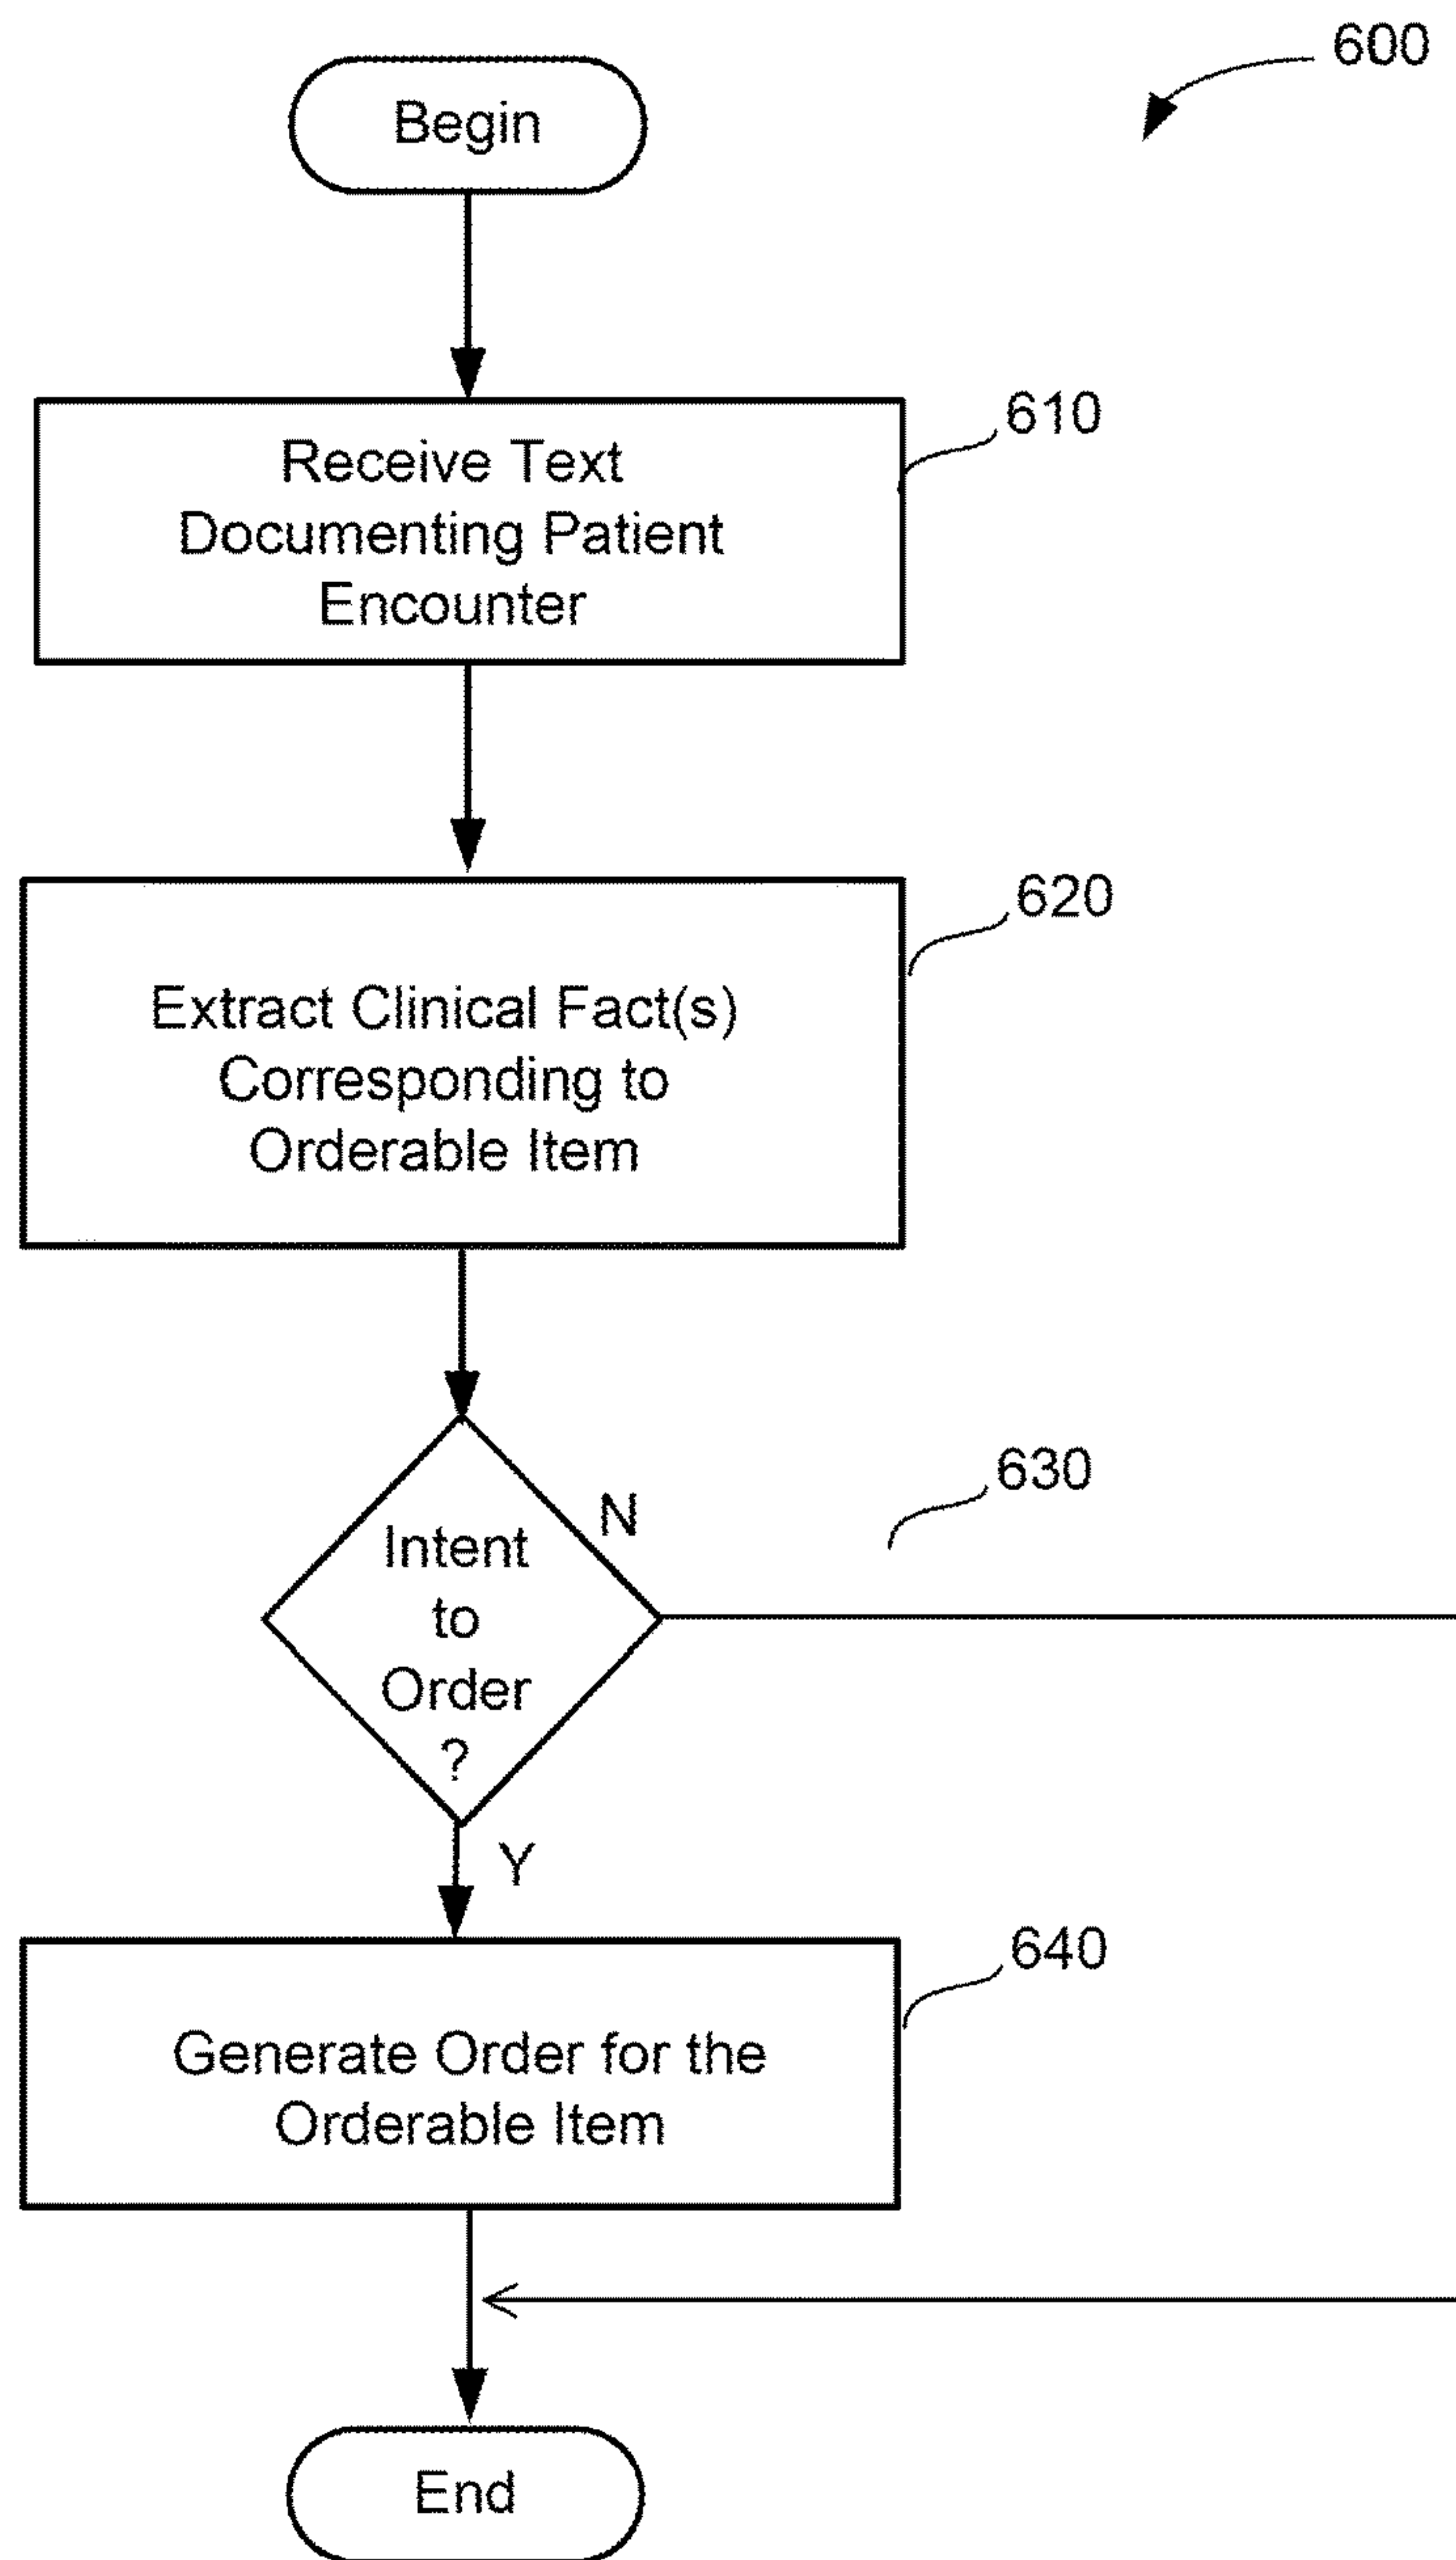 600
Begin
610
Receive Text
Documenting Patient
Encounter
620
Extract Clinical Fact(s)
Corresponding to
Orderable Item
630
N
Intent
to
Order
?
Y
640
Generate Order for the
Orderable Item
End